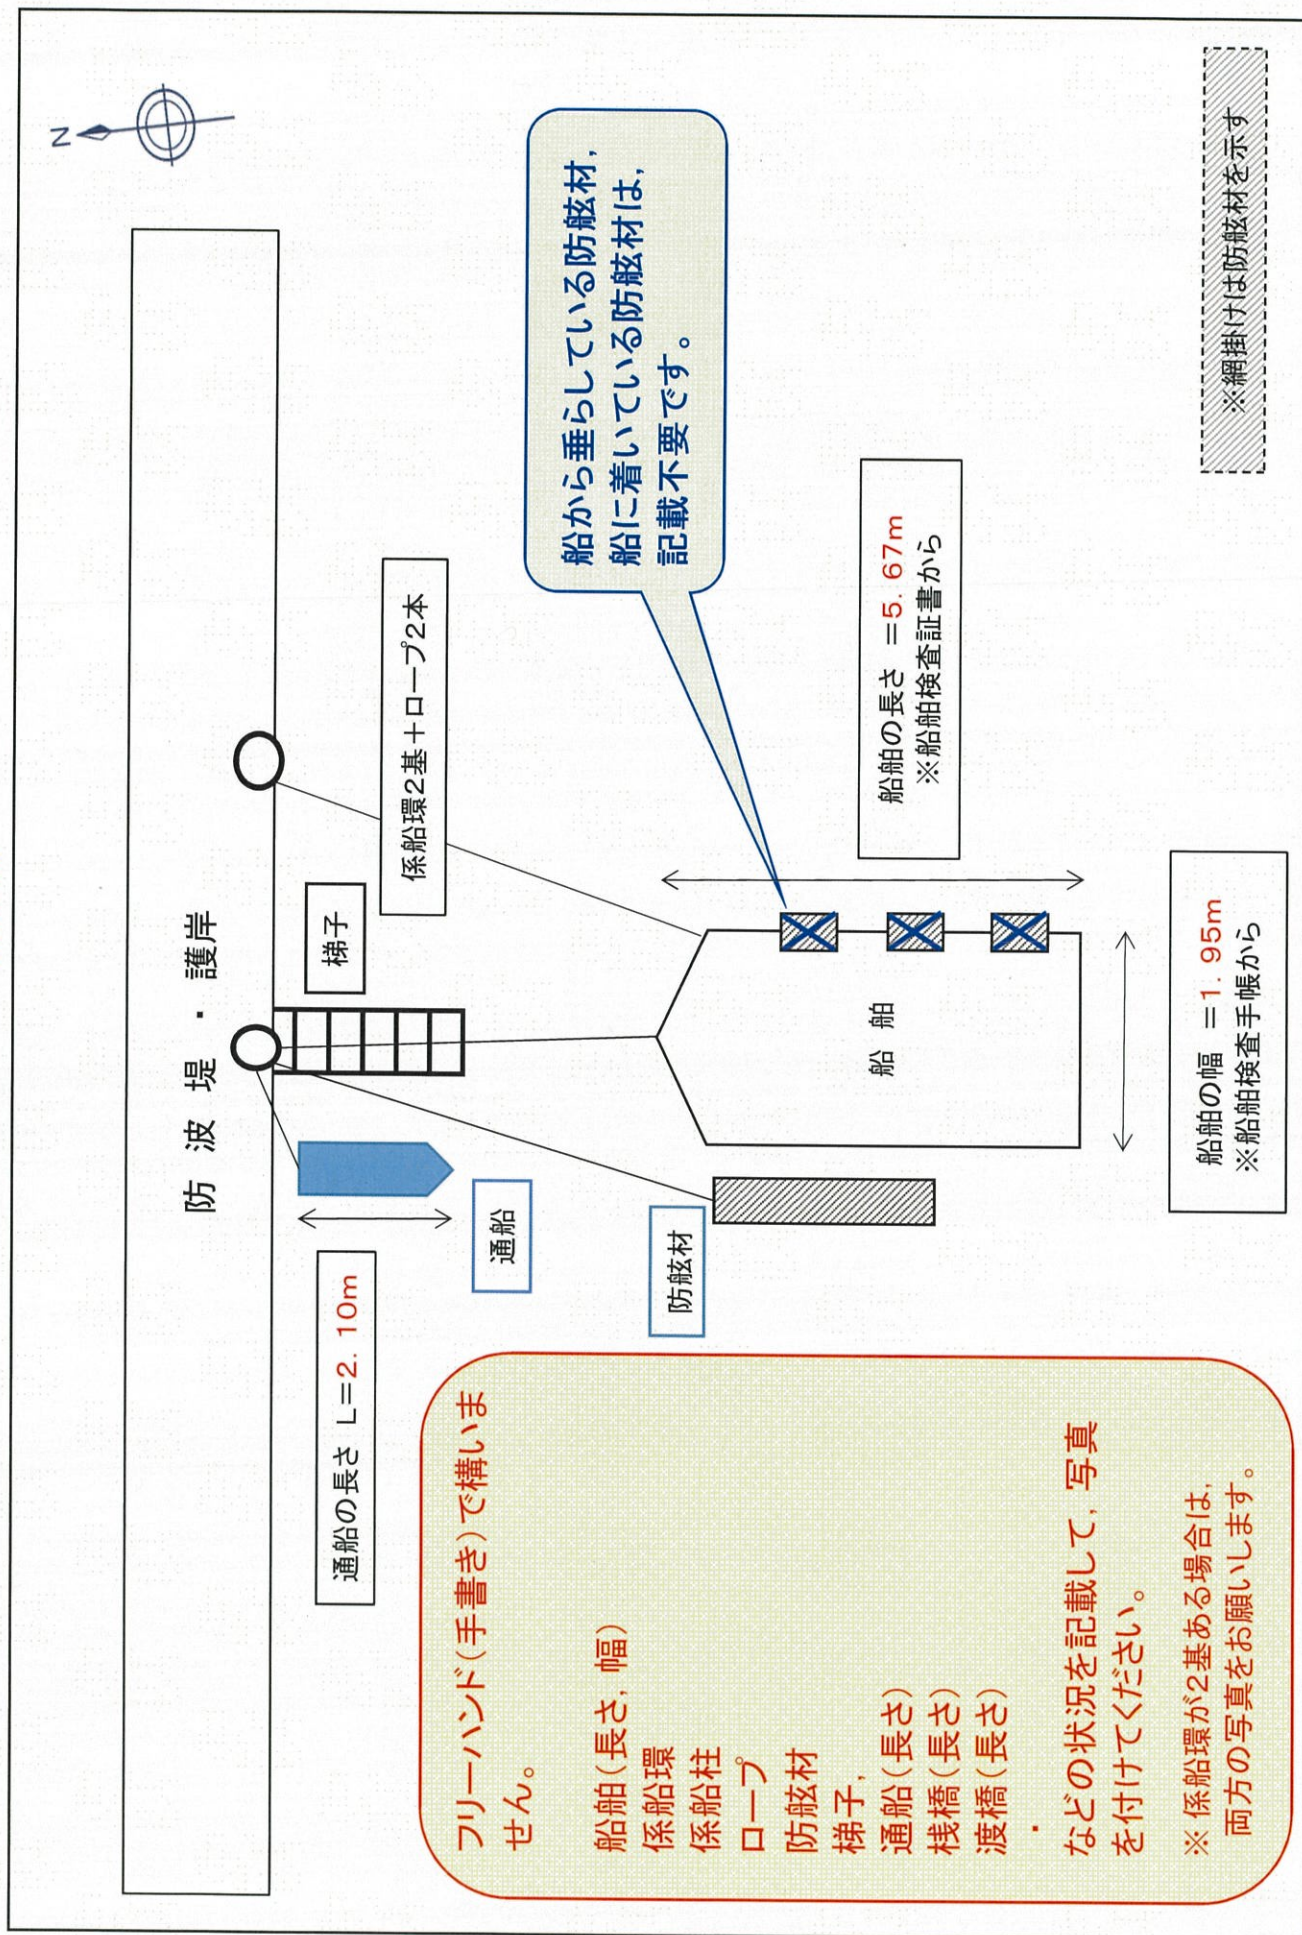 N
防波堤・護岸
梯子
係船環2基＋ロープ2本
船から垂らしている防舷材,
船に着いている防舷材は,
記載不要です。
通船の長さ L＝2. 10m
通船
防舷材
船舶
船舶の長さ ＝5. 67m
※船舶検査証書から
船舶の幅 ＝1. 95m
※船舶検査手帳から
※網掛けは防舷材を示す
フリーハンド(手書き)で構いま
せん。
船舶(長さ, 幅)
係船環
係船柱
ロープ
防舷材
梯子,
通船(長さ)
桟橋(長さ)
渡橋(長さ)
・
などの状況を記載して, 写真
を付けてください。
※ 係船環が2基ある場合は,
両方の写真をお願いします。